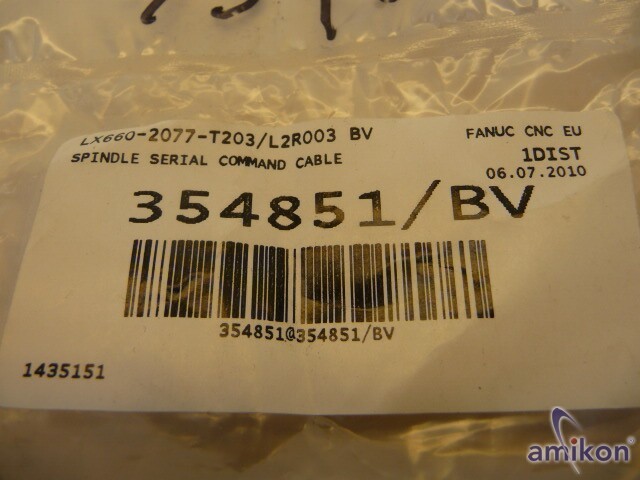 LX660-2077-T203/L2R003 BV
FANUC CNC EU
SPINDLE SERIAL COMMAND CABLE
1DIST
06.07.2010
354851/BV
354851@354851/BV
1435151
amikon®